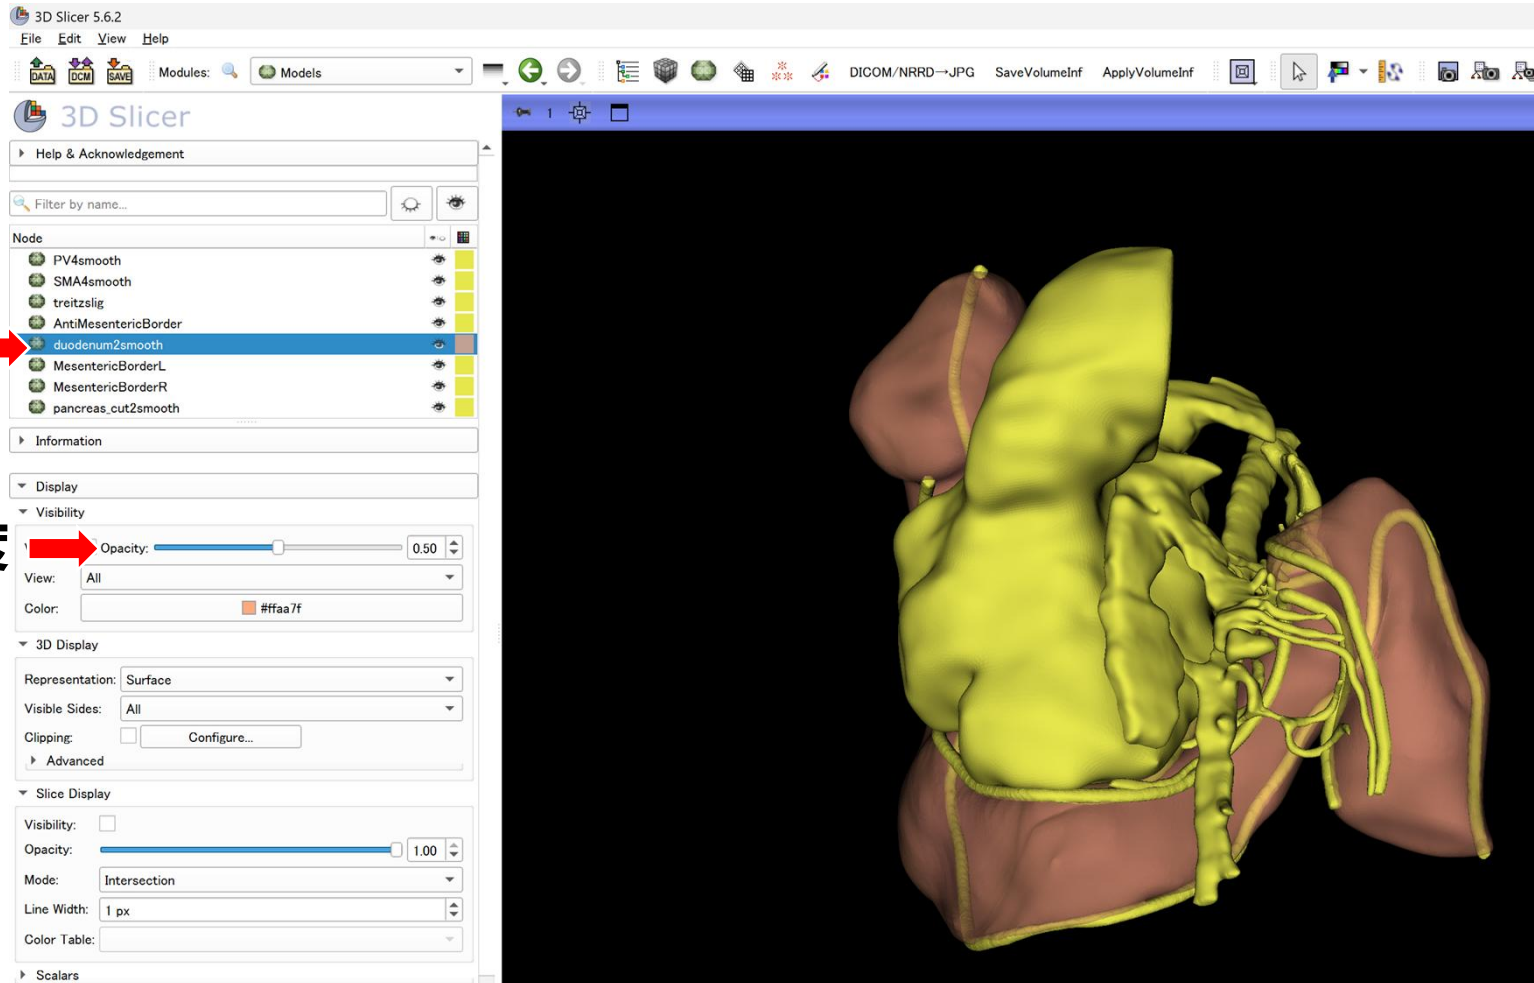 3D Slicer 5.6.2
File Edit View Help
DATA DCM SAVE Modules: Models DICOM/NRRD→JPG SaveVolumeInf ApplyVolumeInf
3D Slicer
1
Help & Acknowledgement
Filter by name...
Node
PV4smooth
SMA4smooth
treitzslig
AntiMesentericBorder
duodenum2smooth
MesentericBorderL
MesentericBorderR
pancreas_cut2smooth
Information
Display
Visibility
Opacity: 0.50
View: All
Color: #ffaa7f
3D Display
Representation: Surface
Visible Sides: All
Clipping: Configure...
Advanced
Slice Display
Visibility:
Opacity: 1.00
Mode: Intersection
Line Width: 1 px
Color Table:
Scalars